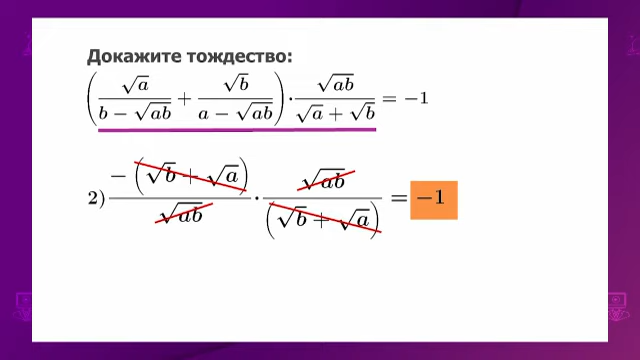 Докажите тождество:
(√a / (b − √ab) + √b / (a − √ab)) · √ab / (√a + √b) = −1
2) −(√b + √a) / √ab · √ab / (√b + √a) = −1